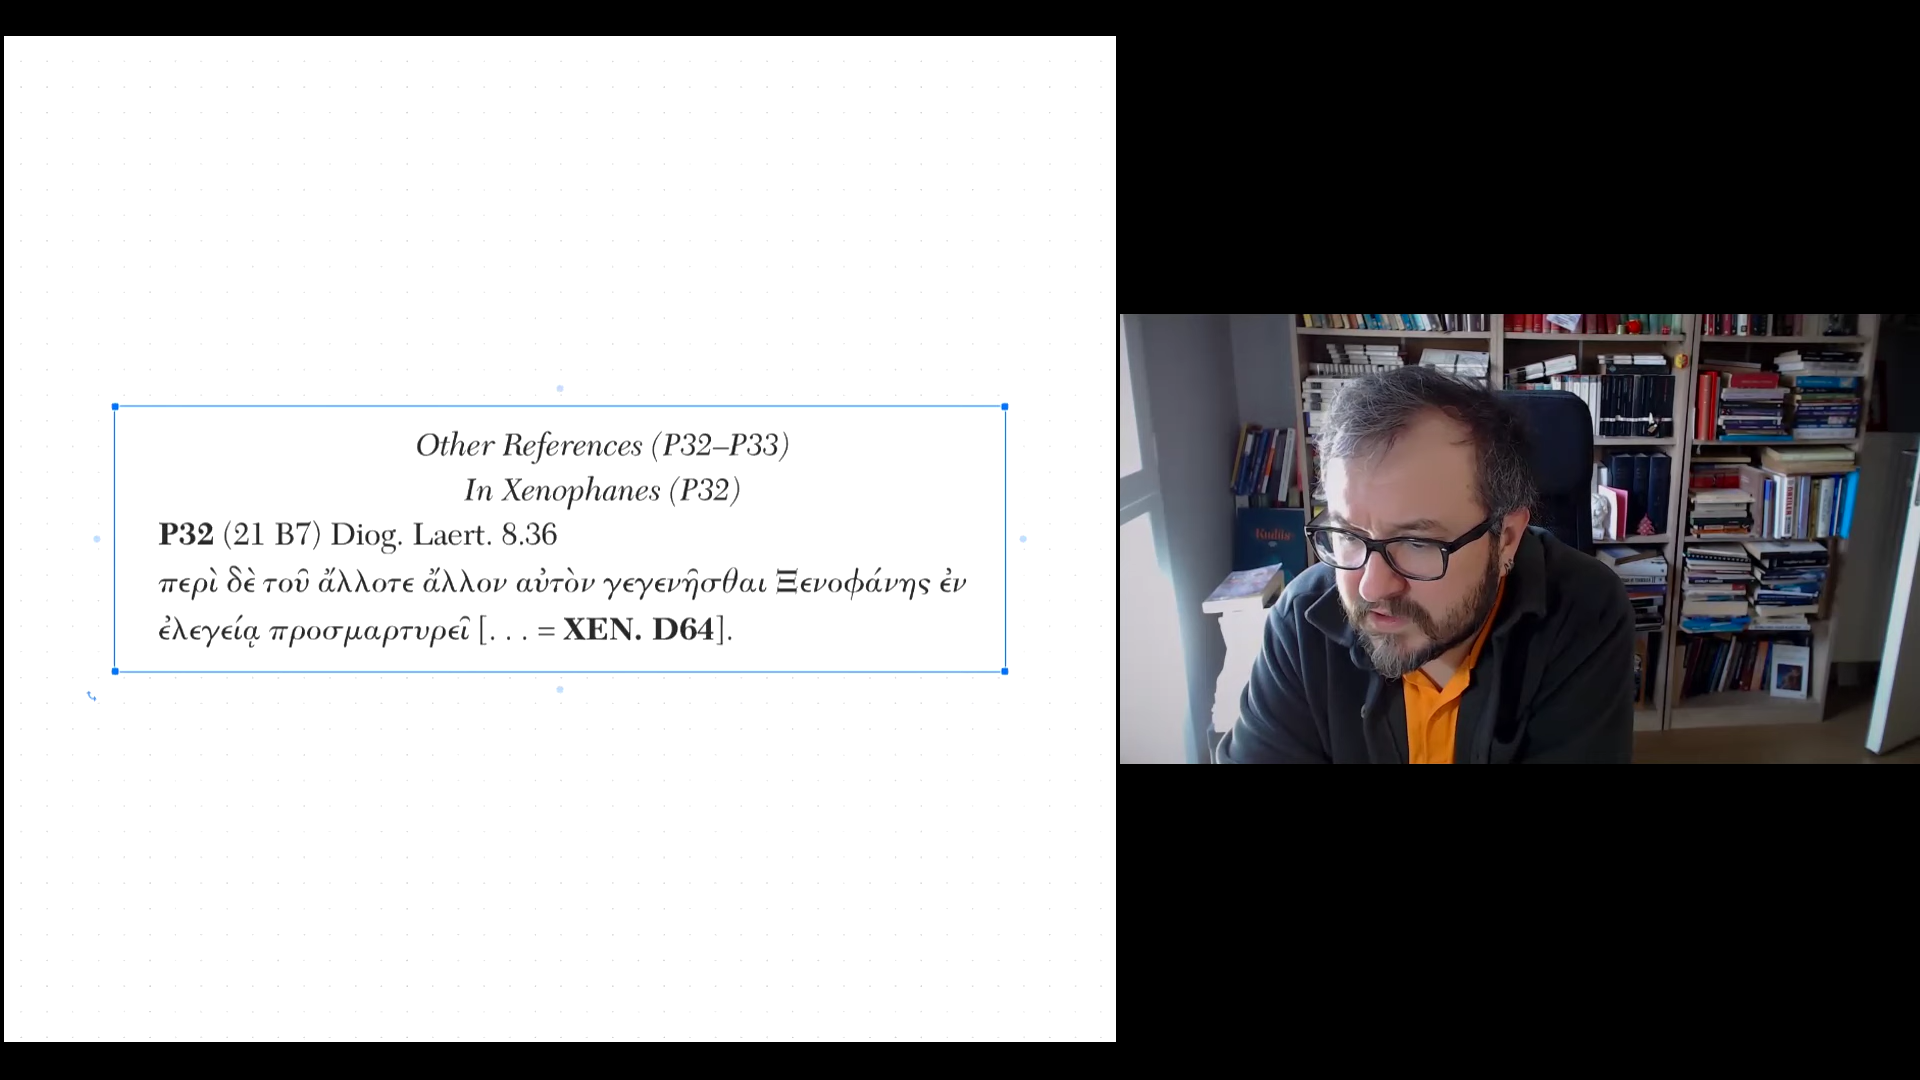 Other References (P32–P33)
In Xenophanes (P32)
P32 (21 B7) Diog. Laert. 8.36
περὶ δὲ τοῦ ἄλλοτε ἄλλον αὐτὸν γεγενῆσθαι Ξενοφάνης ἐν
ἐλεγείᾳ προσμαρτυρεῖ [. . . = XEN. D64].